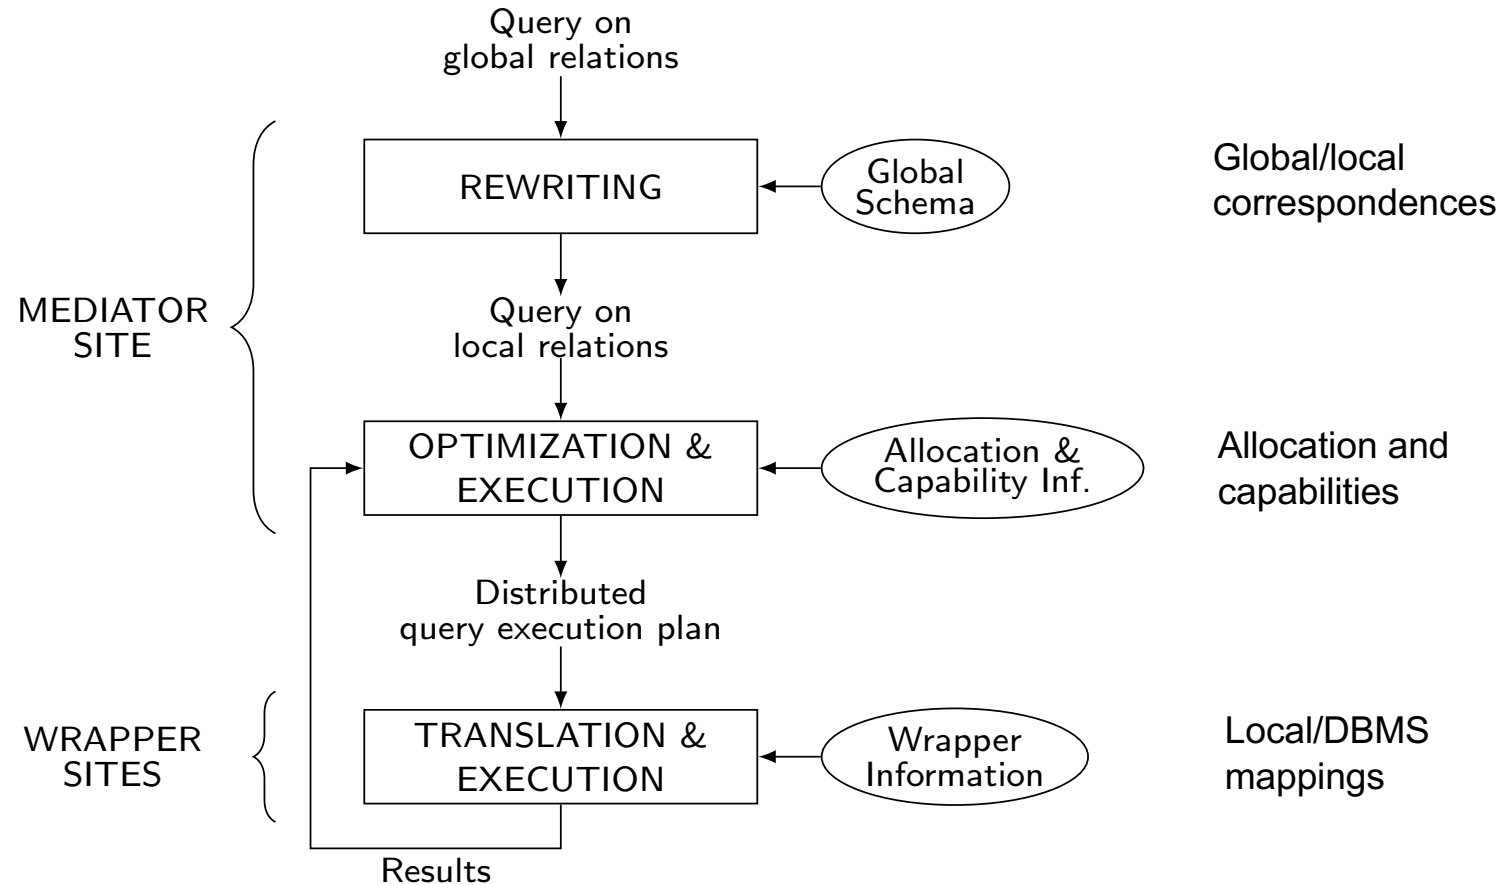 Query on
global relations
REWRITING
Global
Schema
Global/local
correspondences
MEDIATOR
SITE
Query on
local relations
OPTIMIZATION &
EXECUTION
Allocation &
Capability Inf.
Allocation and
capabilities
Distributed
query execution plan
WRAPPER
SITES
TRANSLATION &
EXECUTION
Wrapper
Information
Local/DBMS
mappings
Results